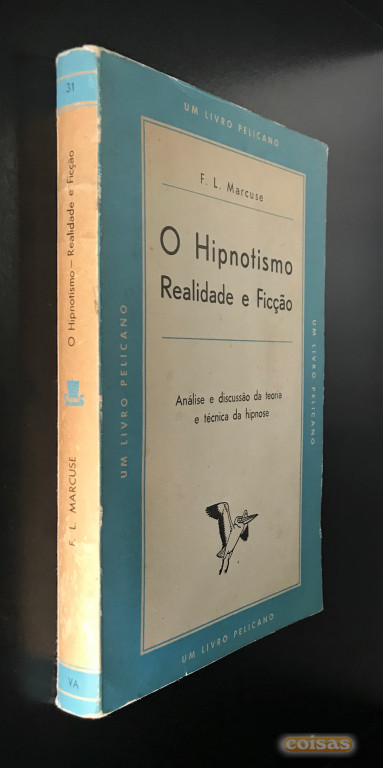 31
O Hipnotismo – Realidade e Ficção
F. L. MARCUSE
VA
UM LIVRO PELICANO
F. L. Marcuse
O Hipnotismo
Realidade e Ficção
Análise e discussão da teoria
e técnica da hipnose
UM LIVRO PELICANO
UM LIVRO PELICANO
UM LIVRO PELICANO
coisas